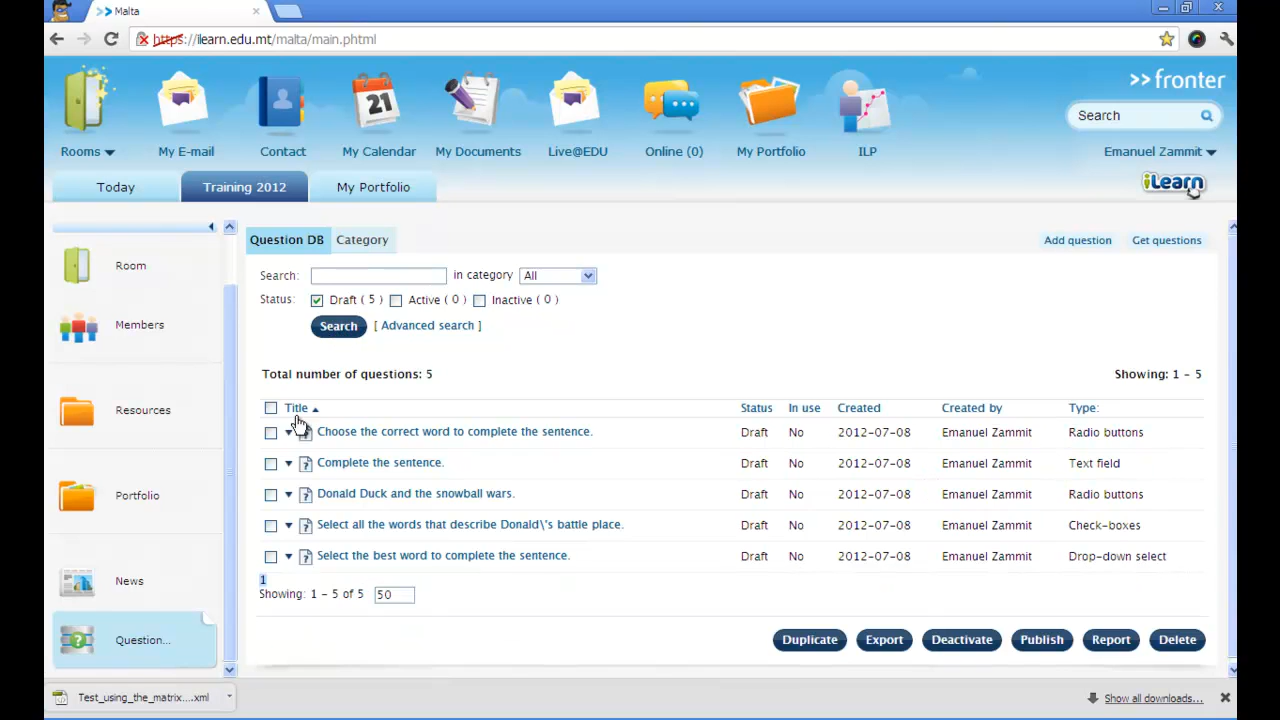 >> Malta
https://ilearn.edu.mt/malta/main.phtml
>>fronter
21
Search
Rooms My E-mail Contact My Calendar My Documents Live@EDU Online (0) My Portfolio ILP Emanuel Zammit
Today Training 2012 My Portfolio iLearn
Question DB Category Add question Get questions
Room
Members
Resources
Portfolio
News
Question...
Search: in category All
Status: Draft ( 5 ) Active ( 0 ) Inactive ( 0 )
Search [ Advanced search ]
Total number of questions: 5 Showing: 1 - 5
Title Status In use Created Created by Type:
Choose the correct word to complete the sentence. Draft No 2012-07-08 Emanuel Zammit Radio buttons
Complete the sentence. Draft No 2012-07-08 Emanuel Zammit Text field
Donald Duck and the snowball wars. Draft No 2012-07-08 Emanuel Zammit Radio buttons
Select all the words that describe Donald\'s battle place. Draft No 2012-07-08 Emanuel Zammit Check-boxes
Select the best word to complete the sentence. Draft No 2012-07-08 Emanuel Zammit Drop-down select
1
Showing: 1 - 5 of 5 50
Duplicate Export Deactivate Publish Report Delete
Test_using_the_matrix....xml Show all downloads...